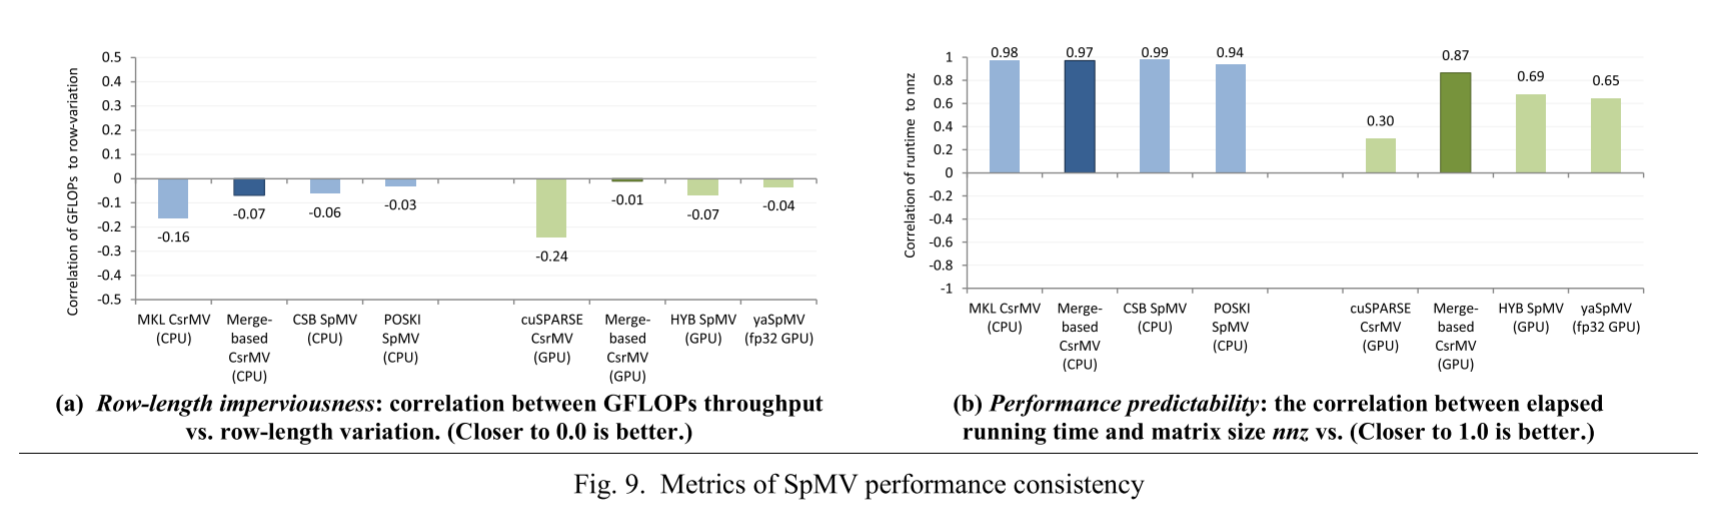 Correlation of GFLOPs to row-variation
0.5
0.4
0.3
0.2
0.1
0
-0.1
-0.2
-0.3
-0.4
-0.5
-0.16
-0.07
-0.06
-0.03
-0.24
-0.01
-0.07
-0.04
MKL CsrMV
(CPU)
Merge-
based
CsrMV
(CPU)
CSB SpMV
(CPU)
POSKI
SpMV
(CPU)
cuSPARSE
CsrMV
(GPU)
Merge-
based
CsrMV
(GPU)
HYB SpMV
(GPU)
yaSpMV
(fp32 GPU)
(a) Row-length imperviousness: correlation between GFLOPs throughput
vs. row-length variation. (Closer to 0.0 is better.)
Correlation of runtime to nnz
1
0.8
0.6
0.4
0.2
0
-0.2
-0.4
-0.6
-0.8
-1
0.98
0.97
0.99
0.94
0.30
0.87
0.69
0.65
MKL CsrMV
(CPU)
Merge-
based
CsrMV
(CPU)
CSB SpMV
(CPU)
POSKI
SpMV
(CPU)
cuSPARSE
CsrMV
(GPU)
Merge-
based
CsrMV
(GPU)
HYB SpMV
(GPU)
yaSpMV
(fp32 GPU)
(b) Performance predictability: the correlation between elapsed
running time and matrix size nnz vs. (Closer to 1.0 is better.)
Fig. 9. Metrics of SpMV performance consistency